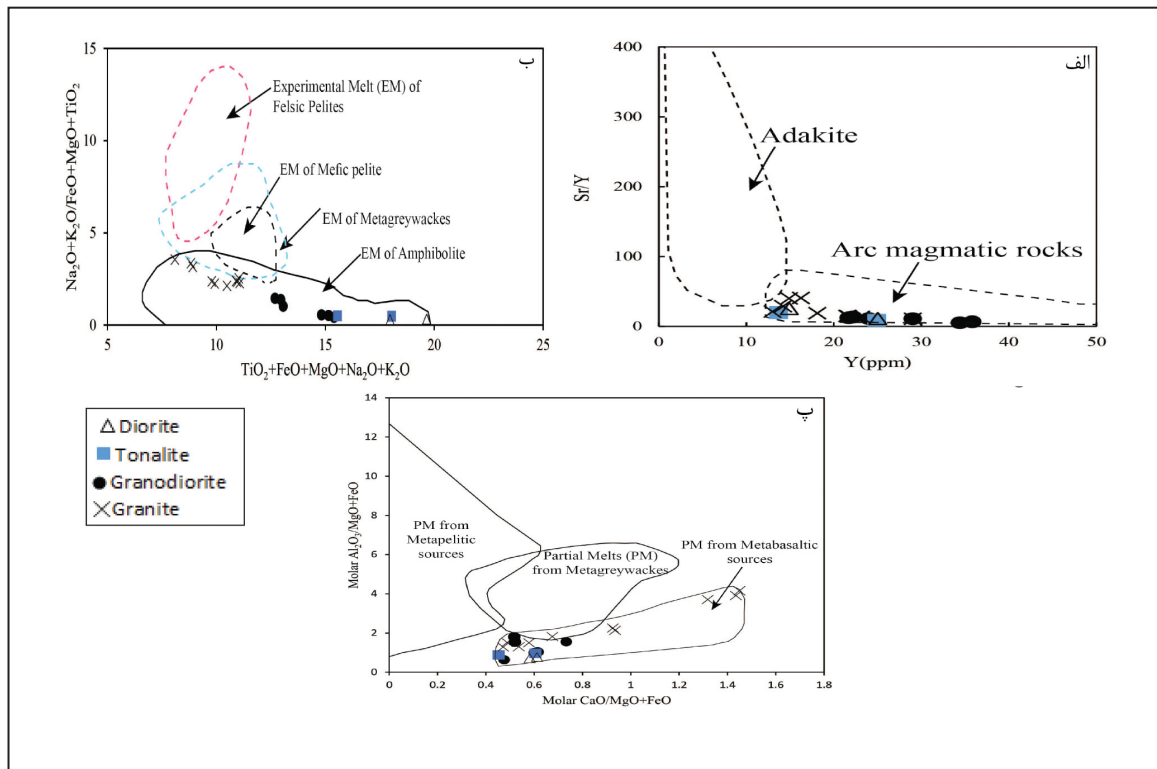 ب
15
10
5
0
5
10
15
20
25
Na₂O+K₂O/FeO+MgO+TiO₂
TiO₂+FeO+MgO+Na₂O+K₂O
Experimental Melt (EM) of
Felsic Pelites
EM of Mefic pelite
EM of Metagreywackes
EM of Amphibolite
الف
400
300
200
100
0
0
10
20
30
40
50
Sr/Y
Y(ppm)
Adakite
Arc magmatic rocks
Diorite
Tonalite
Granodiorite
Granite
پ
14
12
10
8
6
4
2
0
0
0.2
0.4
0.6
0.8
1
1.2
1.4
1.6
1.8
Molar Al₂O₃/MgO+FeO
Molar CaO/MgO+FeO
PM from
Metapelitic
sources
Partial Melts (PM)
from Metagreywackes
PM from Metabasaltic
sources